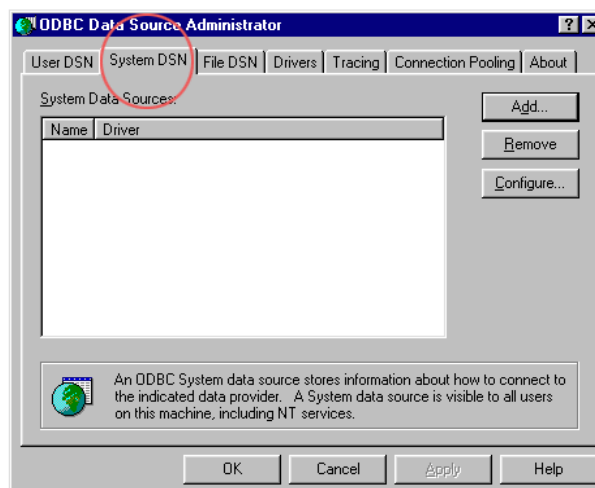 ODBC Data Source Administrator
User DSN System DSN File DSN Drivers Tracing Connection Pooling About
System Data Sources:
Add...
Name Driver
Remove
Configure...
An ODBC System data source stores information about how to connect to
the indicated data provider. A System data source is visible to all users
on this machine, including NT services.
OK Cancel Apply Help